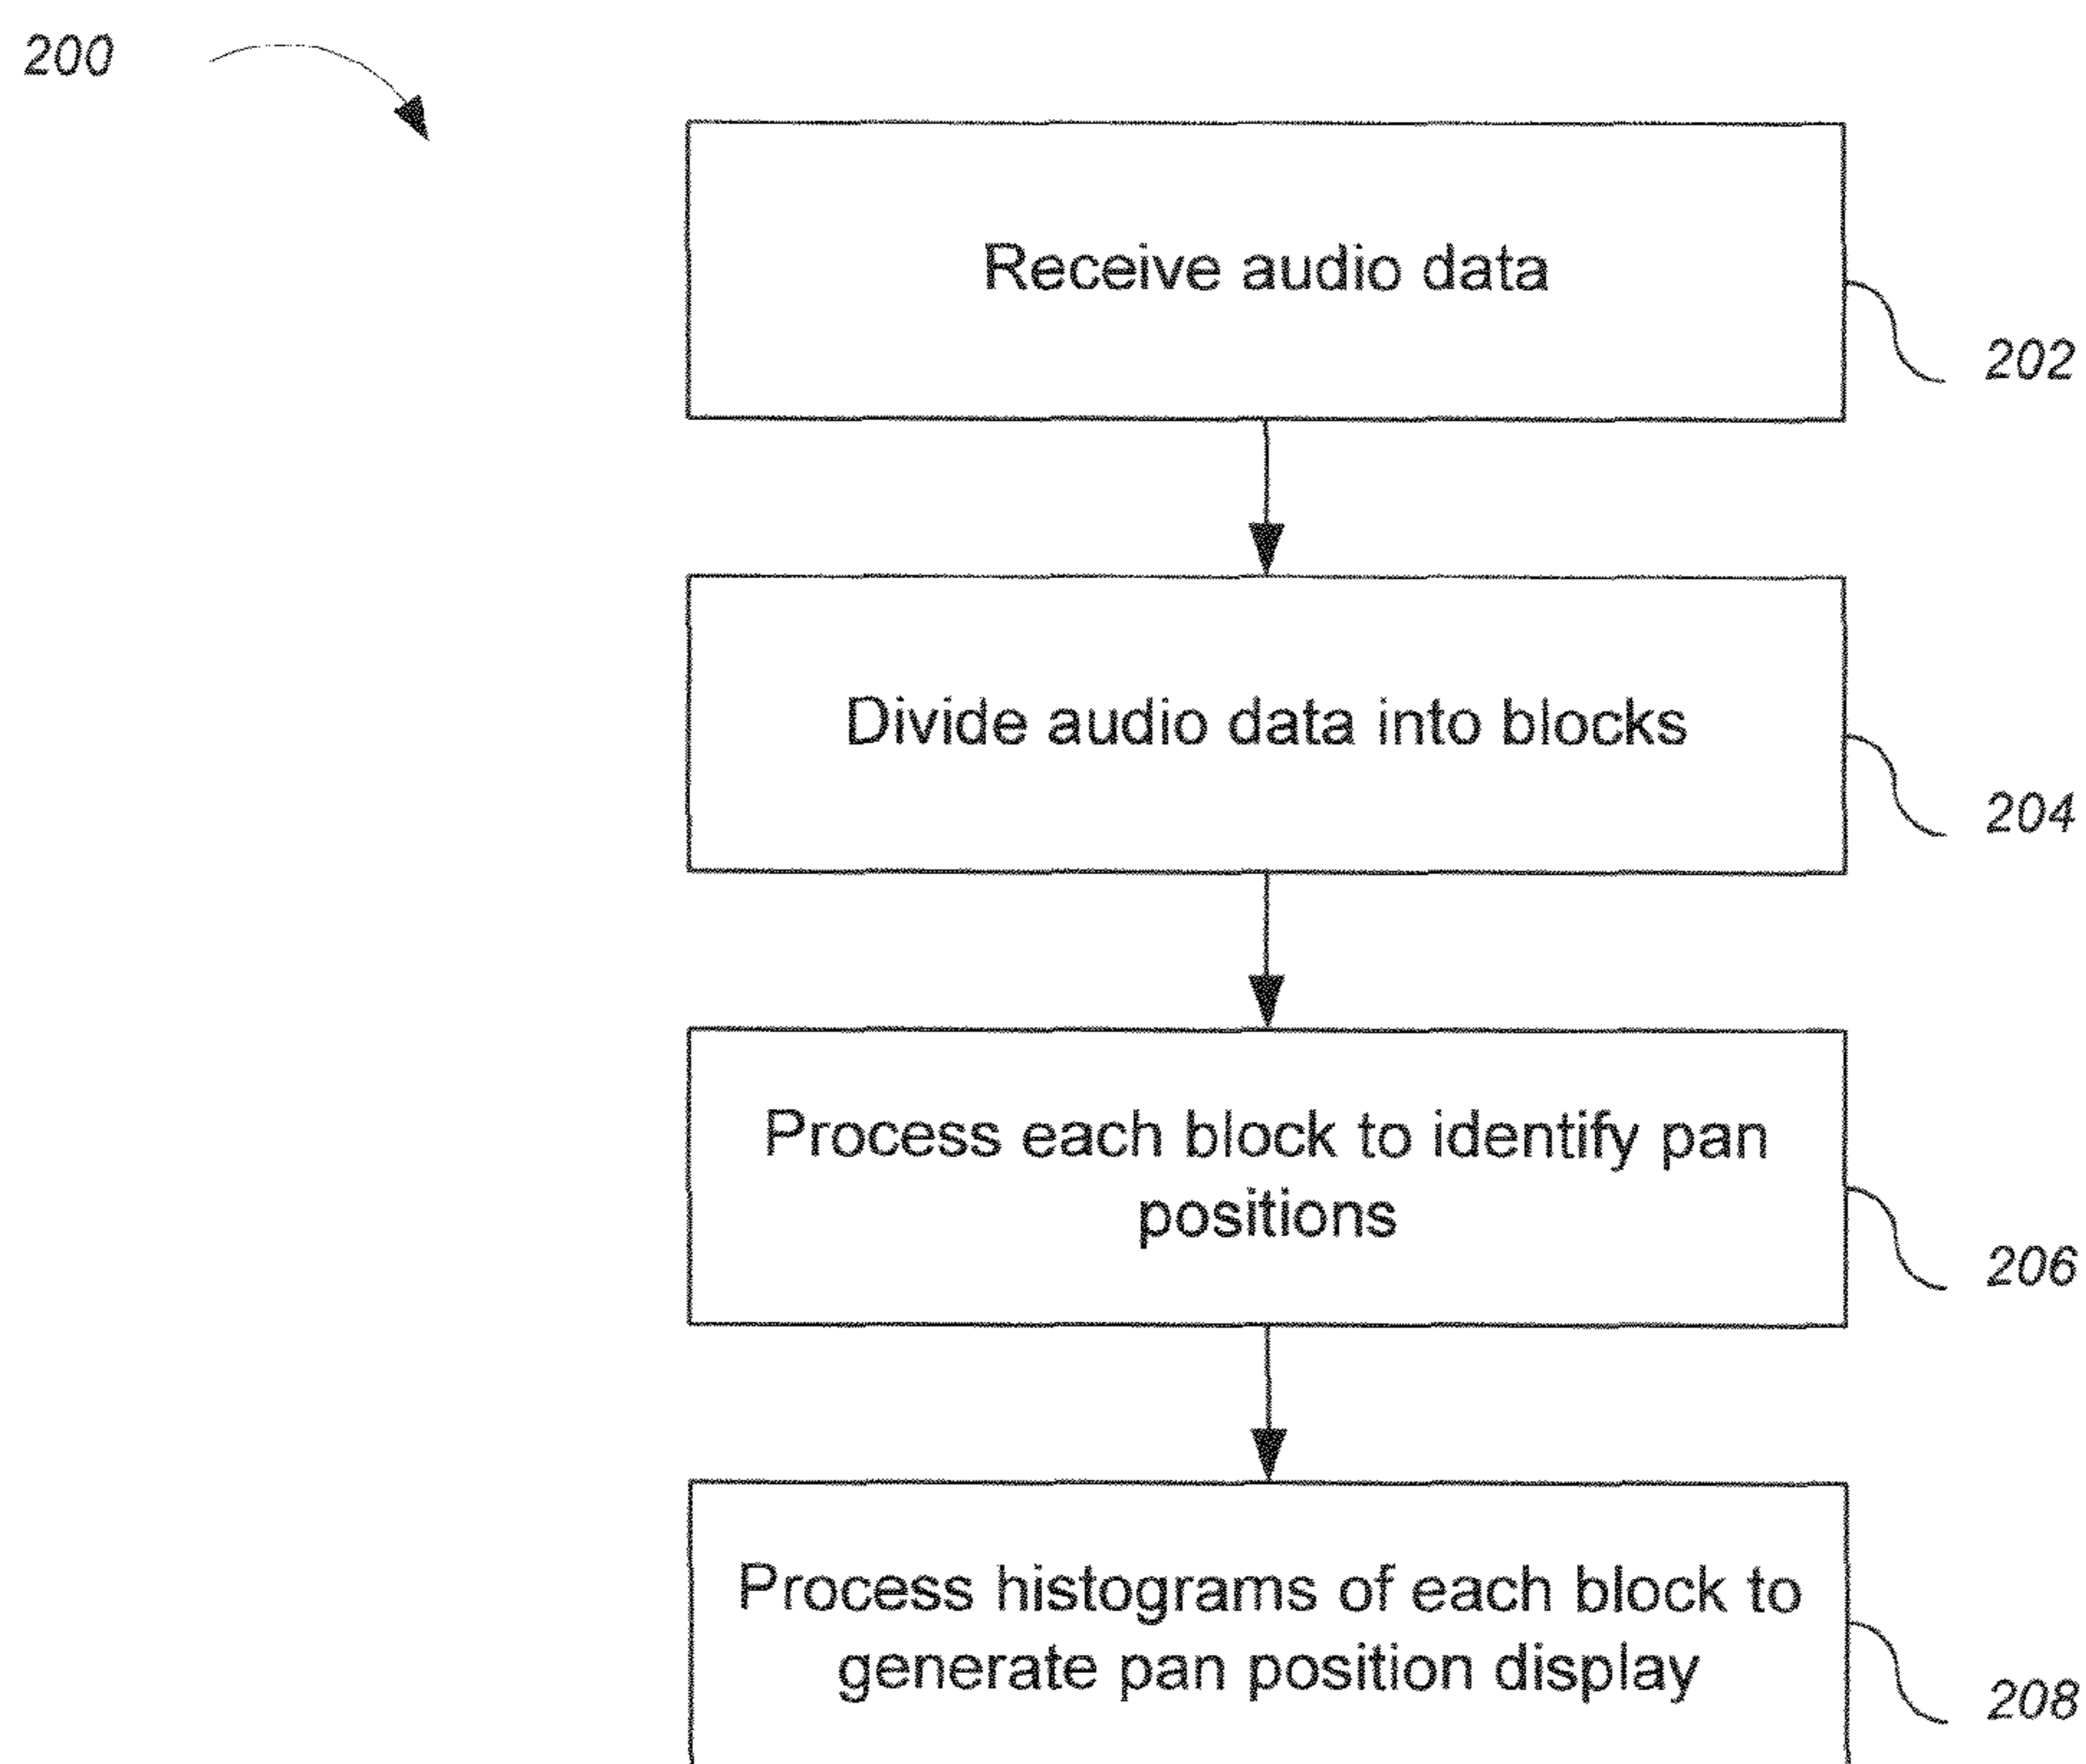 200
Receive audio data
202
Divide audio data into blocks
204
Process each block to identify pan
positions
206
Process histograms of each block to
generate pan position display
208